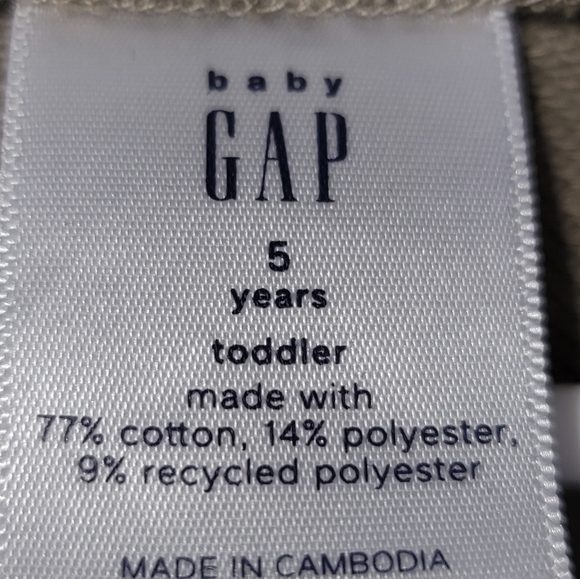 baby
GAP
5
years
toddler
made with
77% cotton, 14% polyester,
9% recycled polyester
MADE IN CAMBODIA